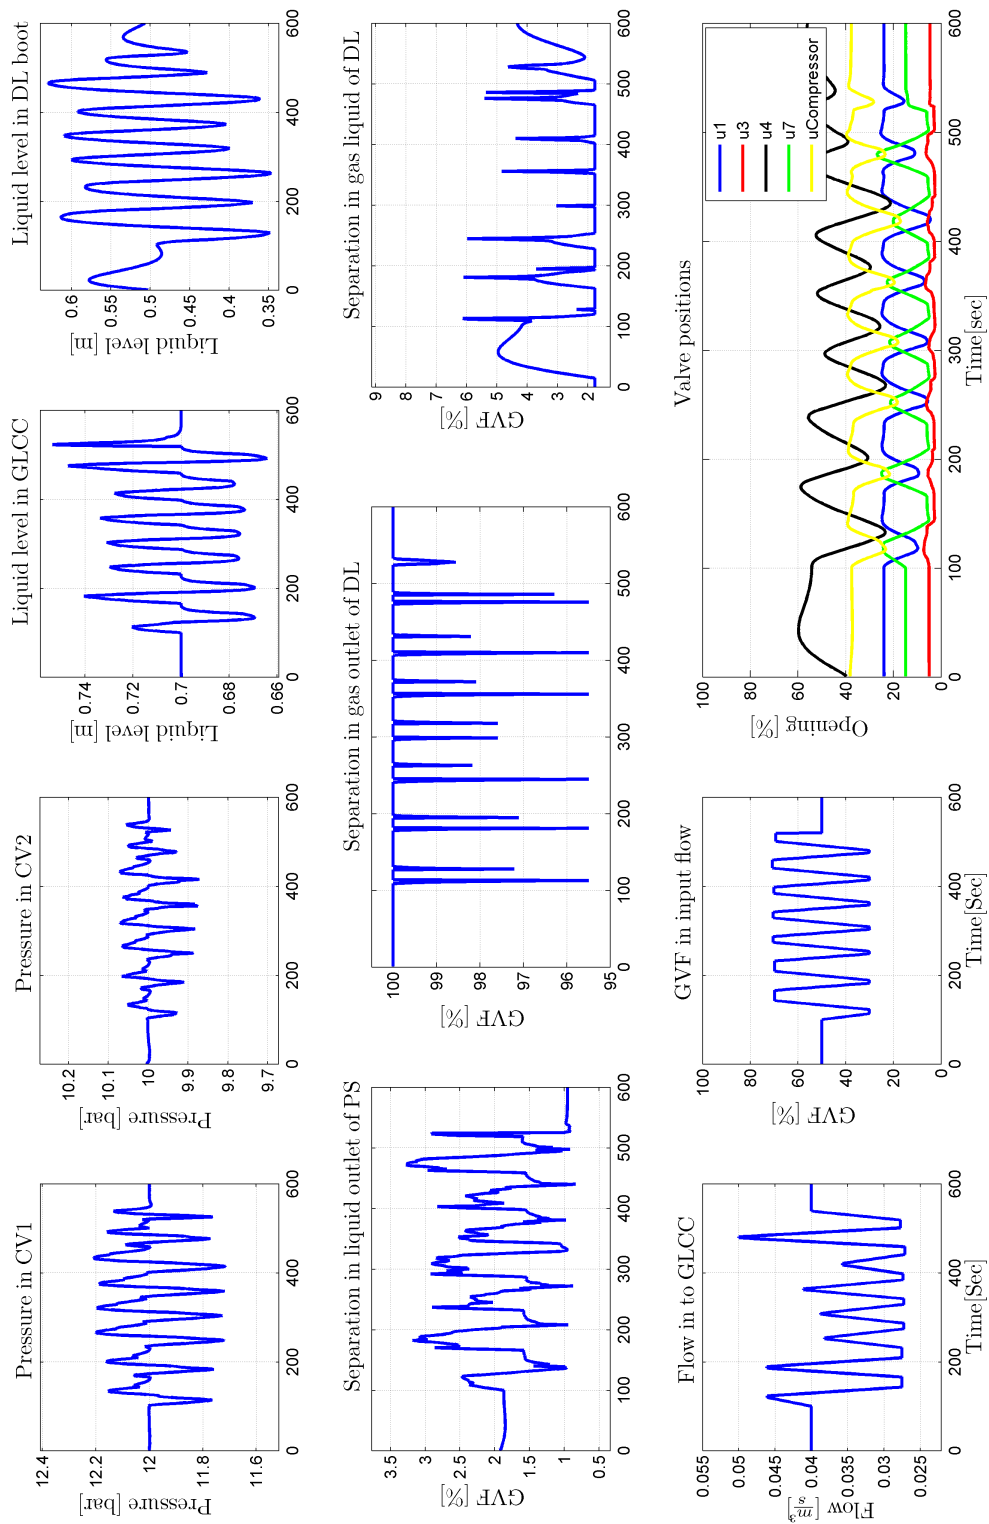 Pressure in CV1
Pressure [bar]
12.4
12.2
12
11.8
11.6
0 200 400 600
Pressure in CV2
Pressure [bar]
10.2
10.1
10
9.9
9.8
9.7
0 200 400 600
Liquid level in GLCC
Liquid level [m]
0.74
0.72
0.7
0.68
0.66
0 200 400 600
Liquid level in DL boot
Liquid level [m]
0.6
0.55
0.5
0.45
0.4
0.35
0 200 400 600
Separation in liquid outlet of PS
GVF [%]
3.5
3
2.5
2
1.5
1
0.5
0 100 200 300 400 500 600
Separation in gas outlet of DL
GVF [%]
100
99
98
97
96
95
0 100 200 300 400 500 600
Separation in gas liquid of DL
GVF [%]
9
8
7
6
5
4
3
2
0 100 200 300 400 500 600
Flow in to GLCC
Flow [m³/s]
0.055
0.05
0.045
0.04
0.035
0.03
0.025
0 200 400 600
Time[Sec]
GVF in input flow
GVF [%]
100
80
60
40
20
0
0 200 400 600
Time[Sec]
Valve positions
Opening [%]
100
80
60
40
20
0
0 100 200 300 400 500 600
Time[sec]
u1
u3
u4
u7
uCompressor